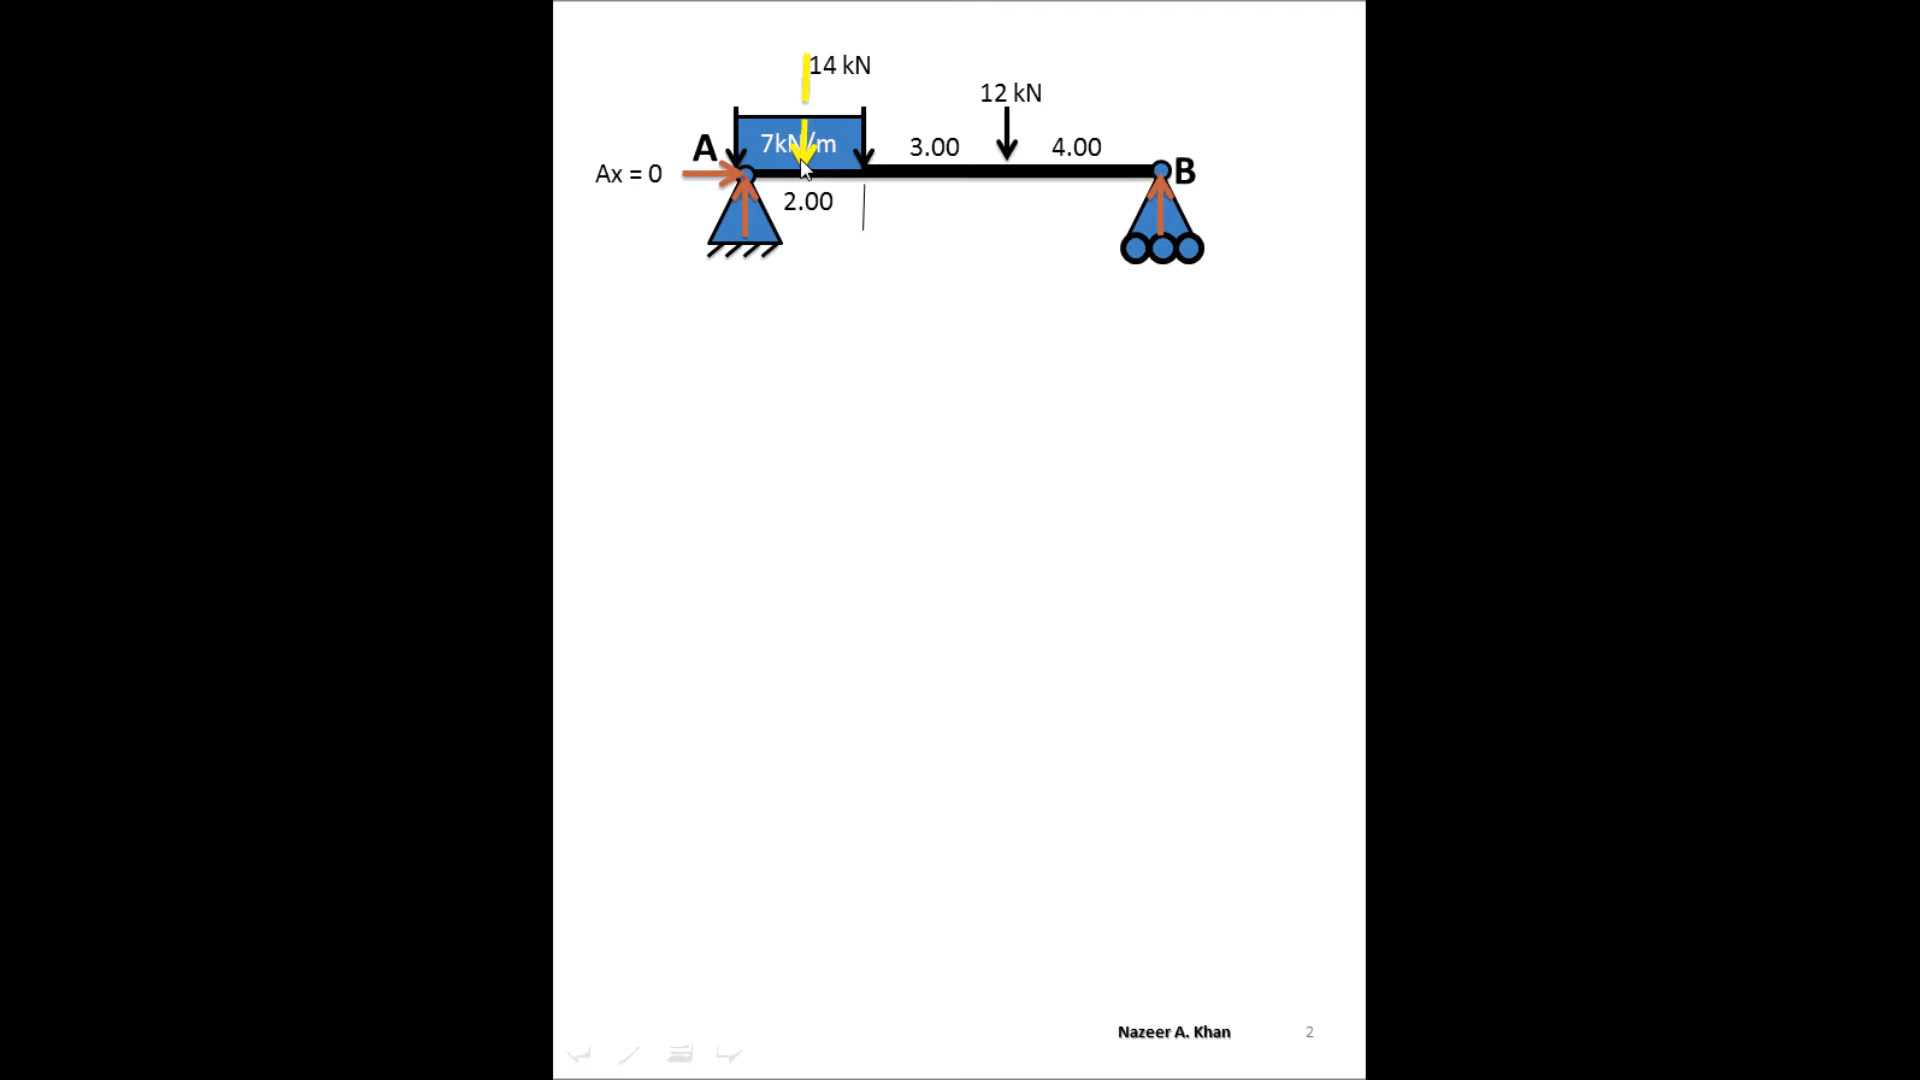 14 kN
12 kN
A
7kN/m
3.00
4.00
Ax = 0
B
2.00
Nazeer A. Khan
2